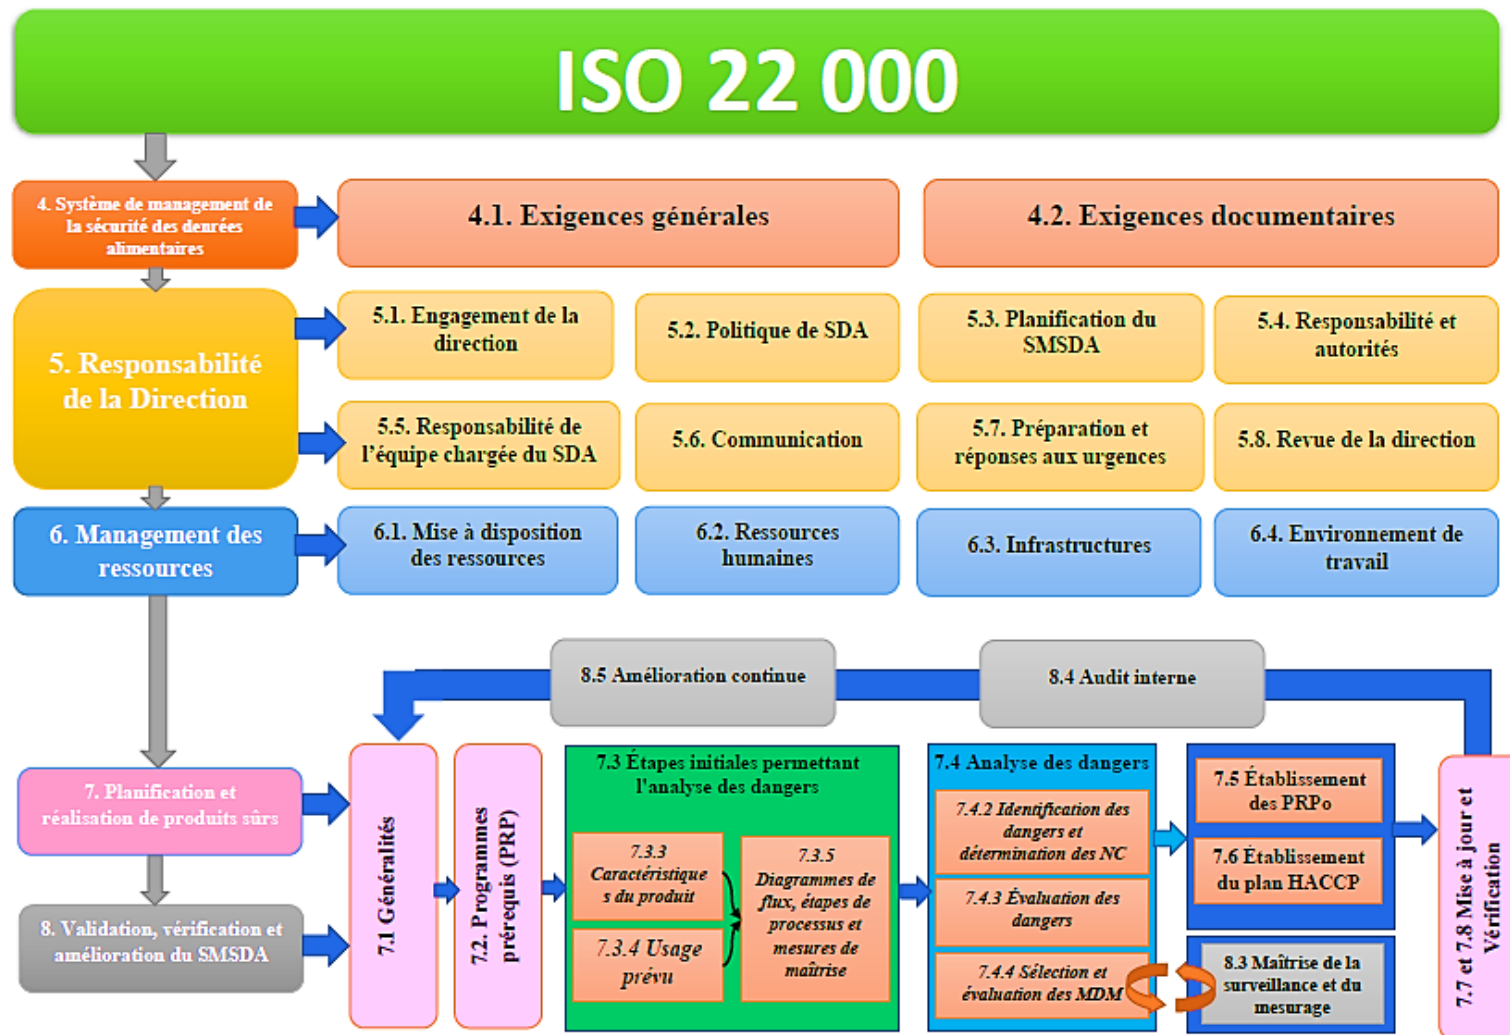 ISO 22 000
4. Système de management de
la sécurité des denrées
alimentaires
4.1. Exigences générales
4.2. Exigences documentaires
5. Responsabilité
de la Direction
5.1. Engagement de la
direction
5.2. Politique de SDA
5.3. Planification du
SMSDA
5.4. Responsabilité et
autorités
5.5. Responsabilité de
l'équipe chargée du SDA
5.6. Communication
5.7. Préparation et
réponses aux urgences
5.8. Revue de la direction
6. Management des
ressources
6.1. Mise à disposition
des ressources
6.2. Ressources
humaines
6.3. Infrastructures
6.4. Environnement de
travail
8.5 Amélioration continue
8.4 Audit interne
7. Planification et
réalisation de produits sûrs
8. Validation, vérification et
amélioration du SMSDA
7.1 Généralités
7.2. Programmes
prérequis (PRP)
7.3 Étapes initiales permettant
l'analyse des dangers
7.3.3
Caractéristique
s du produit
7.3.4 Usage
prévu
7.3.5
Diagrammes de
flux, étapes de
processus et
mesures de
maîtrise
7.4 Analyse des dangers
7.4.2 Identification des
dangers et
détermination des NC
7.4.3 Évaluation des
dangers
7.4.4 Sélection et
évaluation des MDM
7.5 Établissement
des PRPo
7.6 Établissement
du plan HACCP
8.3 Maîtrise de la
surveillance et du
mesurage
7.7 et 7.8 Mise à jour et
Vérification